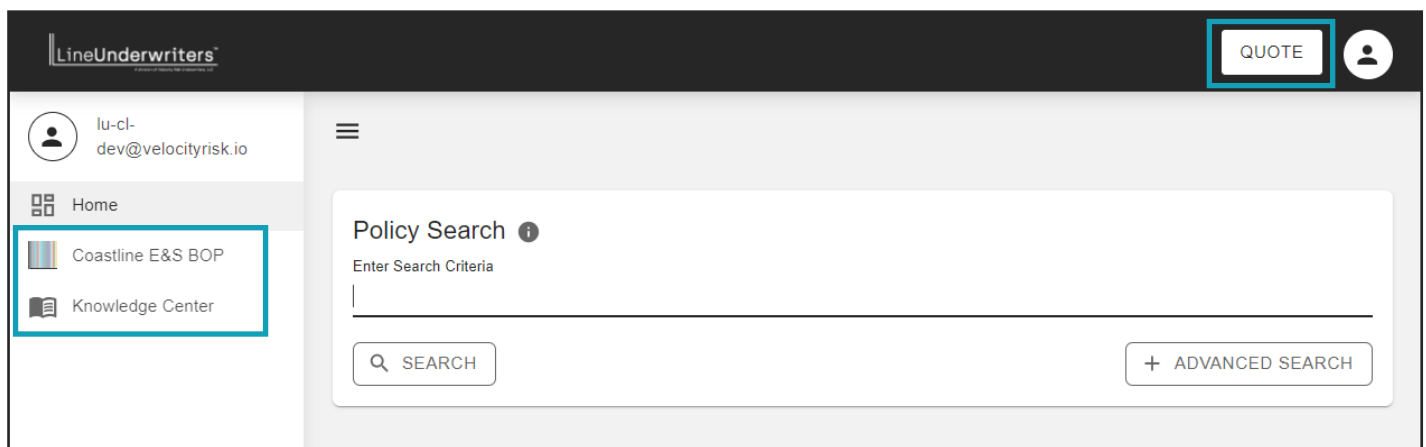 LineUnderwriters™
QUOTE
lu-cl-
dev@velocityrisk.io
Home
Coastline E&S BOP
Knowledge Center
Policy Search
Enter Search Criteria
SEARCH
+ ADVANCED SEARCH